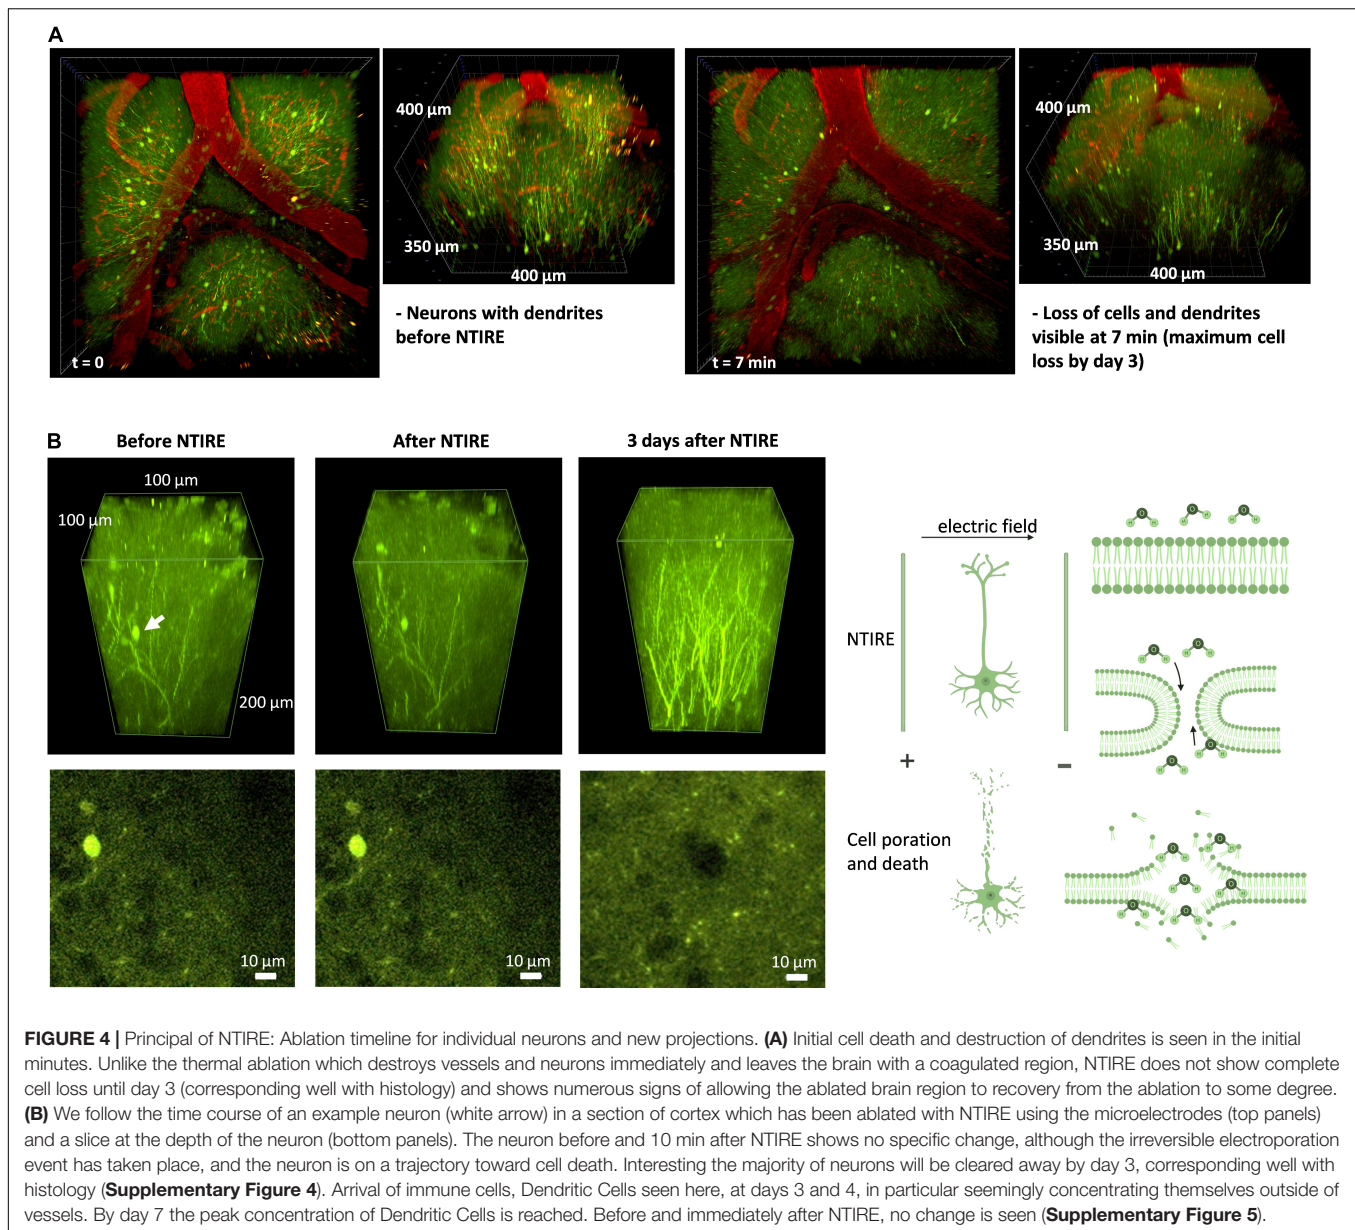 A
400 µm
350 µm
400 µm
t = 0
- Neurons with dendrites
before NTIRE
400 µm
350 µm
400 µm
t = 7 min
- Loss of cells and dendrites
visible at 7 min (maximum cell
loss by day 3)
B
Before NTIRE
After NTIRE
3 days after NTIRE
100 µm
100 µm
200 µm
10 µm
10 µm
10 µm
electric field
NTIRE
+
−
Cell poration
and death
O
H
H
O
H
H
O
H
H
O
H
H
O
H
H
O
H
H
O
H
H
O
H
H
O
H
H
O
H
H
O
H
H
O
H
H
O
H
H
FIGURE 4 | Principal of NTIRE: Ablation timeline for individual neurons and new projections. (A) Initial cell death and destruction of dendrites is seen in the initial
minutes. Unlike the thermal ablation which destroys vessels and neurons immediately and leaves the brain with a coagulated region, NTIRE does not show complete
cell loss until day 3 (corresponding well with histology) and shows numerous signs of allowing the ablated brain region to recovery from the ablation to some degree.
(B) We follow the time course of an example neuron (white arrow) in a section of cortex which has been ablated with NTIRE using the microelectrodes (top panels)
and a slice at the depth of the neuron (bottom panels). The neuron before and 10 min after NTIRE shows no specific change, although the irreversible electroporation
event has taken place, and the neuron is on a trajectory toward cell death. Interesting the majority of neurons will be cleared away by day 3, corresponding well with
histology (Supplementary Figure 4). Arrival of immune cells, Dendritic Cells seen here, at days 3 and 4, in particular seemingly concentrating themselves outside of
vessels. By day 7 the peak concentration of Dendritic Cells is reached. Before and immediately after NTIRE, no change is seen (Supplementary Figure 5).